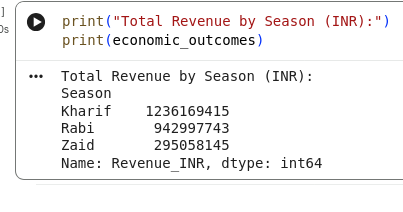 ]
0s
print("Total Revenue by Season (INR):")
print(economic_outcomes)
Total Revenue by Season (INR):
Season
Kharif    1236169415
Rabi       942997743
Zaid       295058145
Name: Revenue_INR, dtype: int64